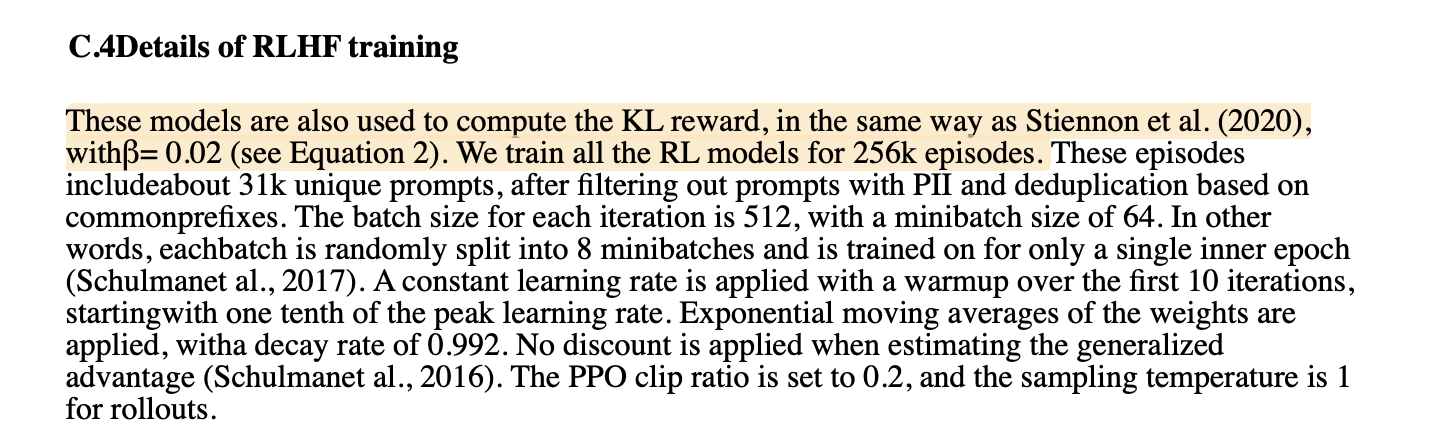 C.4Details of RLHF training
These models are also used to compute the KL reward, in the same way as Stiennon et al. (2020),
withβ= 0.02 (see Equation 2). We train all the RL models for 256k episodes. These episodes
includeabout 31k unique prompts, after filtering out prompts with PII and deduplication based on
commonprefixes. The batch size for each iteration is 512, with a minibatch size of 64. In other
words, eachbatch is randomly split into 8 minibatches and is trained on for only a single inner epoch
(Schulmanet al., 2017). A constant learning rate is applied with a warmup over the first 10 iterations,
startingwith one tenth of the peak learning rate. Exponential moving averages of the weights are
applied, witha decay rate of 0.992. No discount is applied when estimating the generalized
advantage (Schulmanet al., 2016). The PPO clip ratio is set to 0.2, and the sampling temperature is 1
for rollouts.